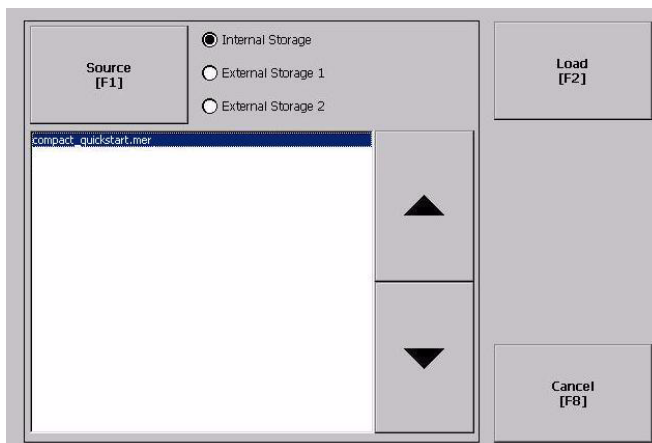 Source
[F1]
Internal Storage
External Storage 1
External Storage 2
Load
[F2]
compact_quickstart.mer
Cancel
[F8]